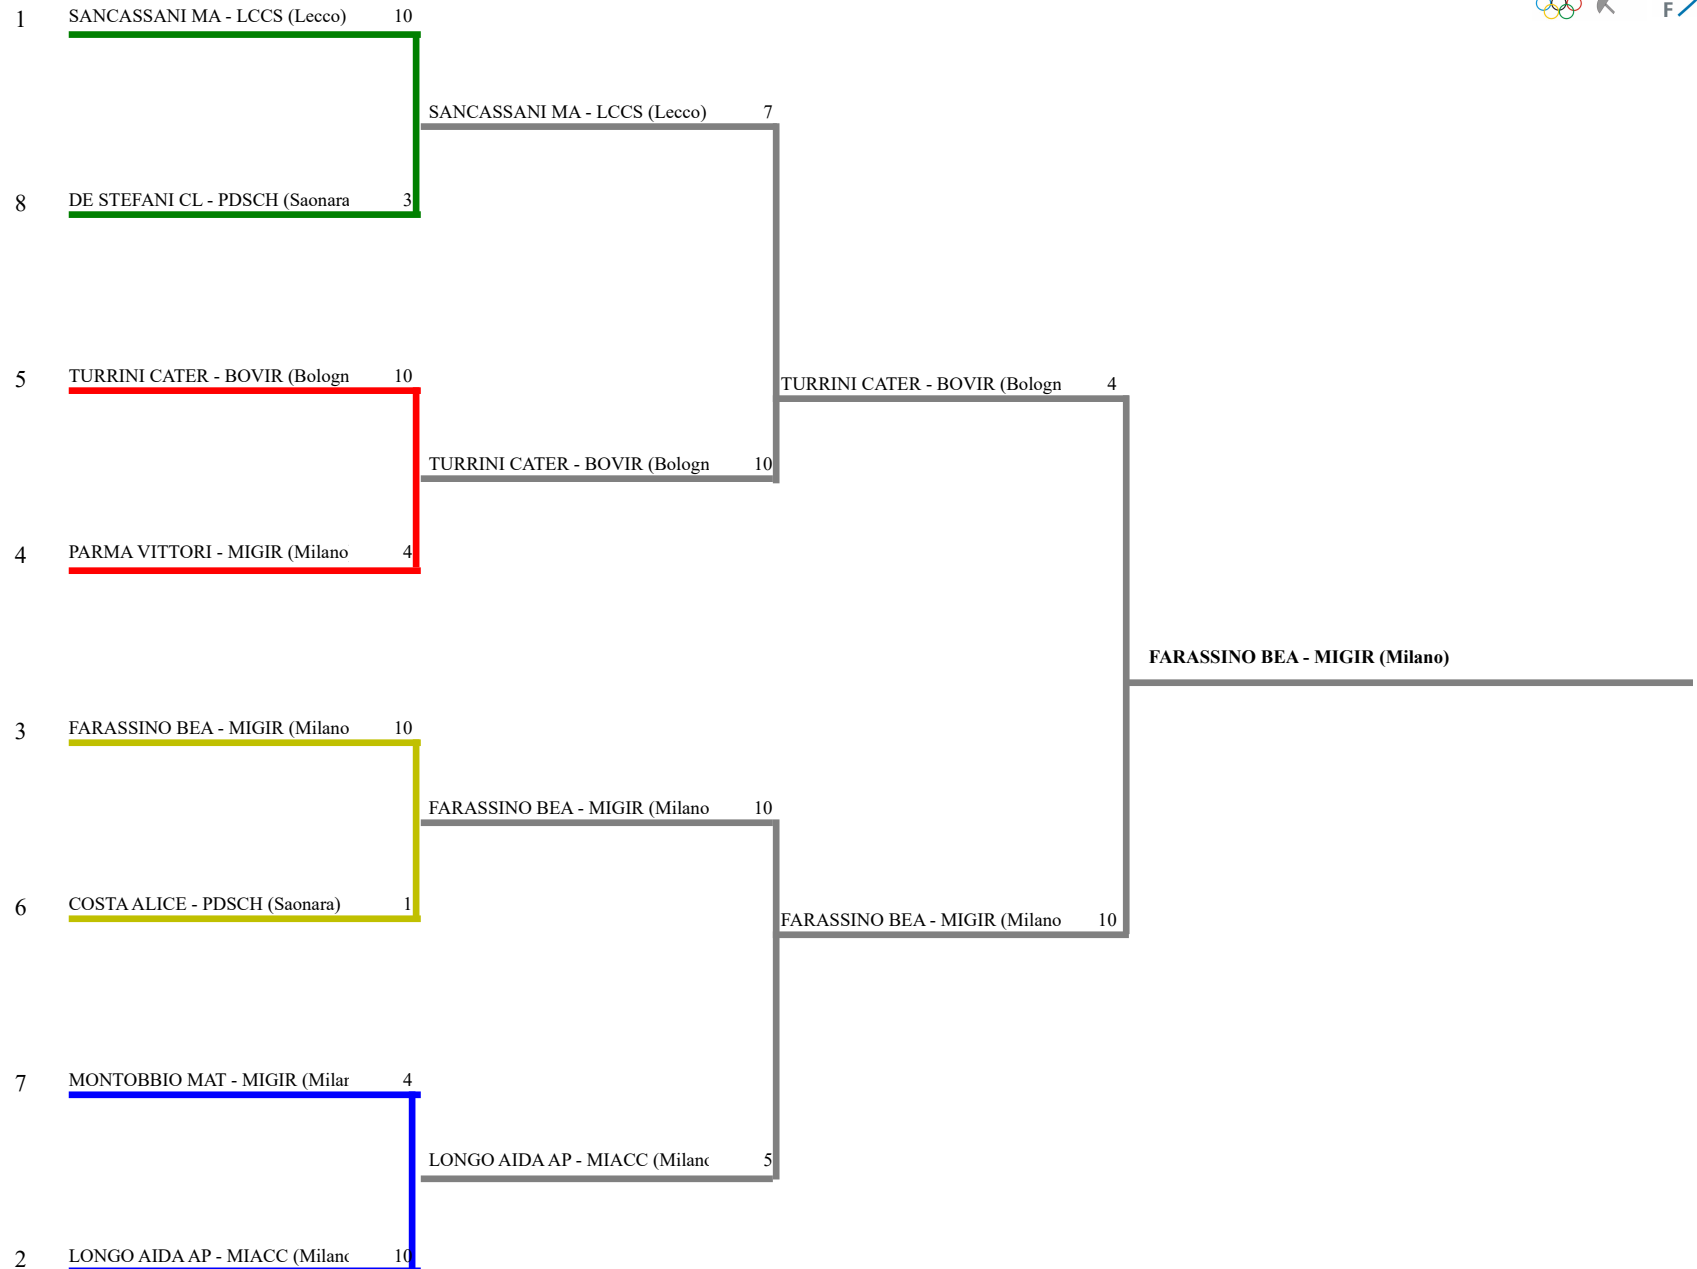 1 SANCASSANI MA - LCCS (Lecco) 10
F
SANCASSANI MA - LCCS (Lecco) 7
8 DE STEFANI CL - PDSCH (Saonara 3
5 TURRINI CATER - BOVIR (Bologn 10
TURRINI CATER - BOVIR (Bologn 4
TURRINI CATER - BOVIR (Bologn 10
4 PARMA VITTORI - MIGIR (Milano 4
FARASSINO BEA - MIGIR (Milano)
3 FARASSINO BEA - MIGIR (Milano 10
FARASSINO BEA - MIGIR (Milano 10
6 COSTA ALICE - PDSCH (Saonara) 1
FARASSINO BEA - MIGIR (Milano 10
7 MONTOBBIO MAT - MIGIR (Milar 4
LONGO AIDA AP - MIACC (Milanc 5
2 LONGO AIDA AP - MIACC (Milanc 10